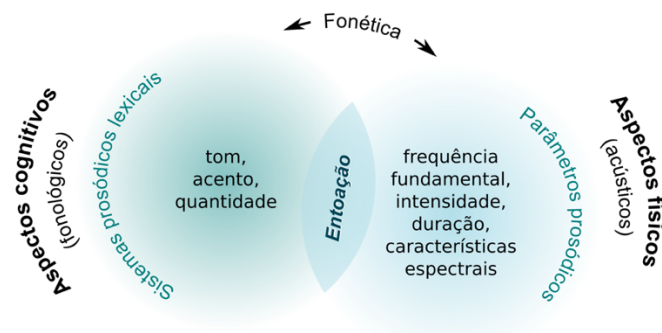 Fonética
Aspectos cognitivos
(fonológicos)
Sistemas prosódicos lexicais
tom,
acento,
quantidade
Entoação
frequência
fundamental,
intensidade,
duração,
características
espectrais
Parâmetros prosódicos
Aspectos físicos
(acústicos)